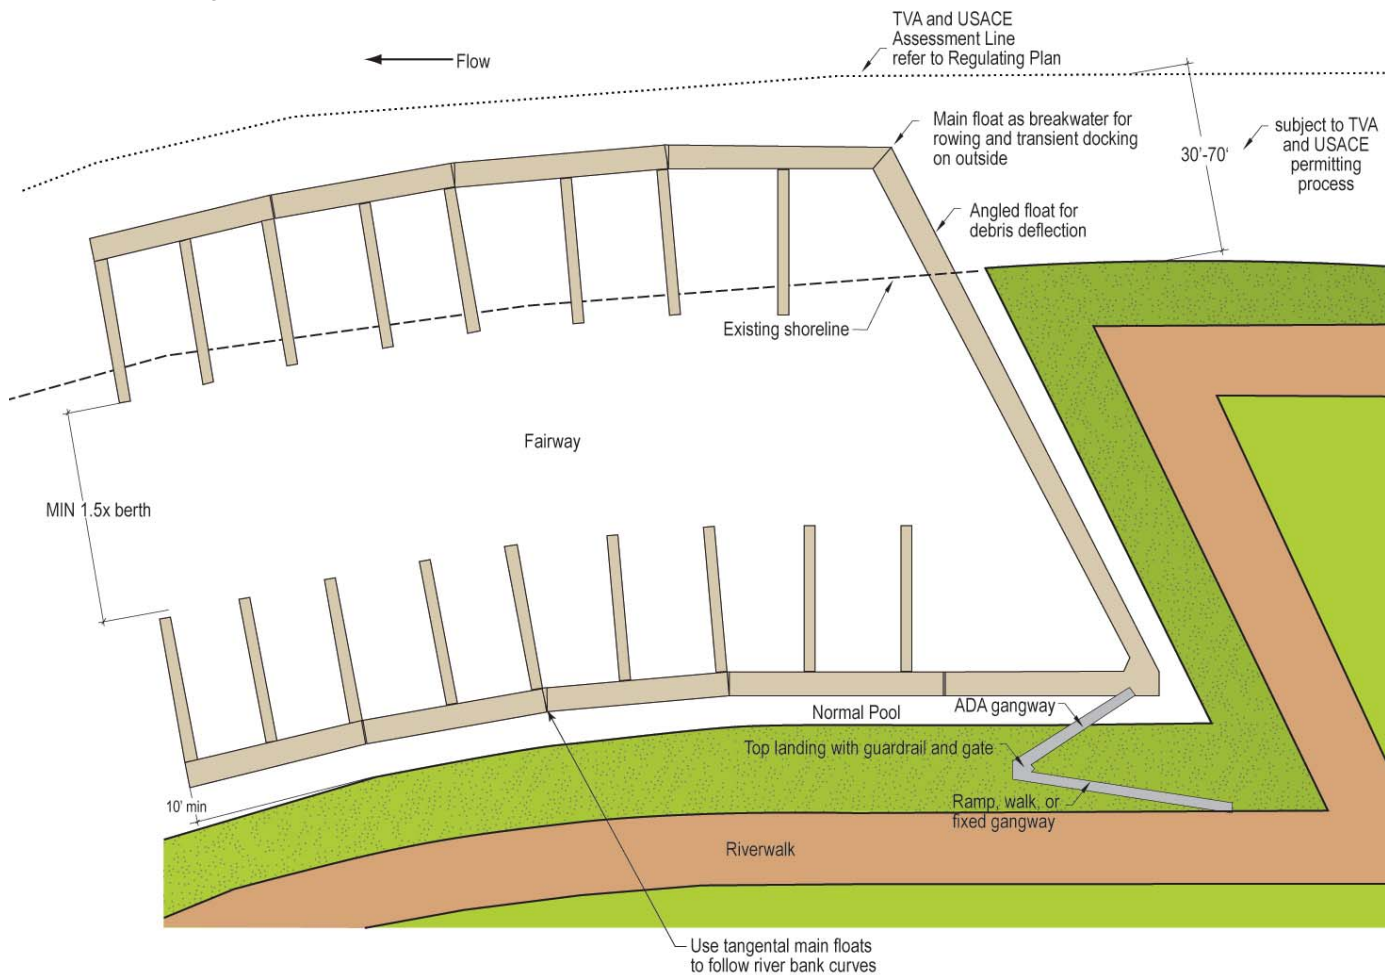 TVA and USACE
Assessment Line
refer to Regulating Plan
Flow
Main float as breakwater for
rowing and transient docking
on outside
30'-70'
subject to TVA
and USACE
permitting
process
Angled float for
debris deflection
Existing shoreline
Fairway
MIN 1.5x berth
Normal Pool
ADA gangway
Top landing with guardrail and gate
10' min
Ramp, walk, or
fixed gangway
Riverwalk
Use tangental main floats
to follow river bank curves